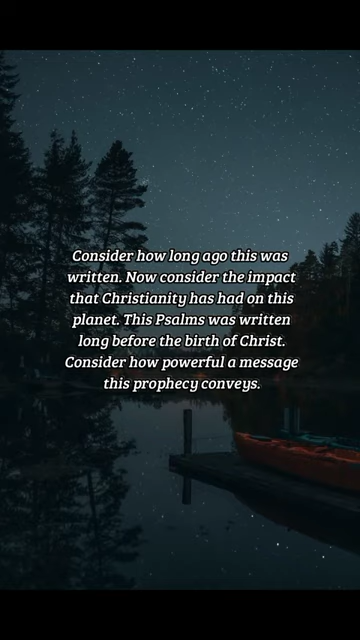 Consider how long ago this was
written. Now consider the impact
that Christianity has had on this
planet. This Psalms was written
long before the birth of Christ.
Consider how powerful a message
this prophecy conveys.